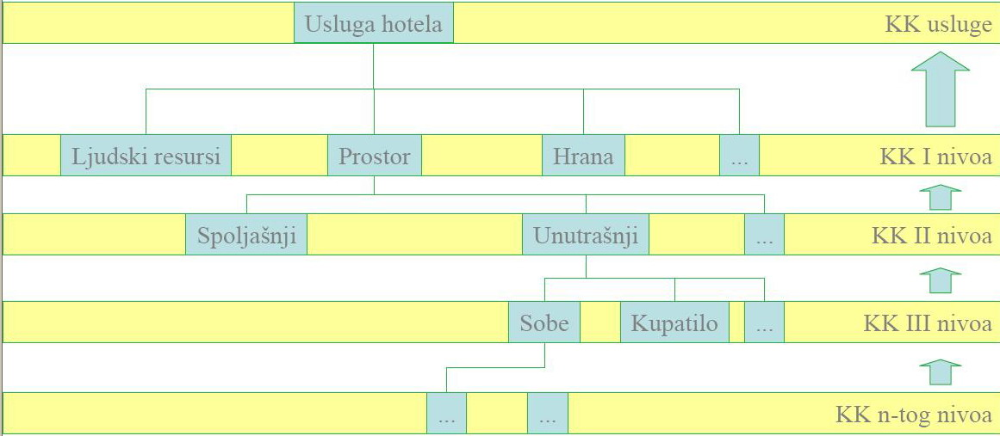 Usluga hotela KK usluge
Ljudski resursi Prostor Hrana ... KK I nivoa
Spoljašnji Unutrašnji ... KK II nivoa
Sobe Kupatilo ... KK III nivoa
... ... KK n-tog nivoa